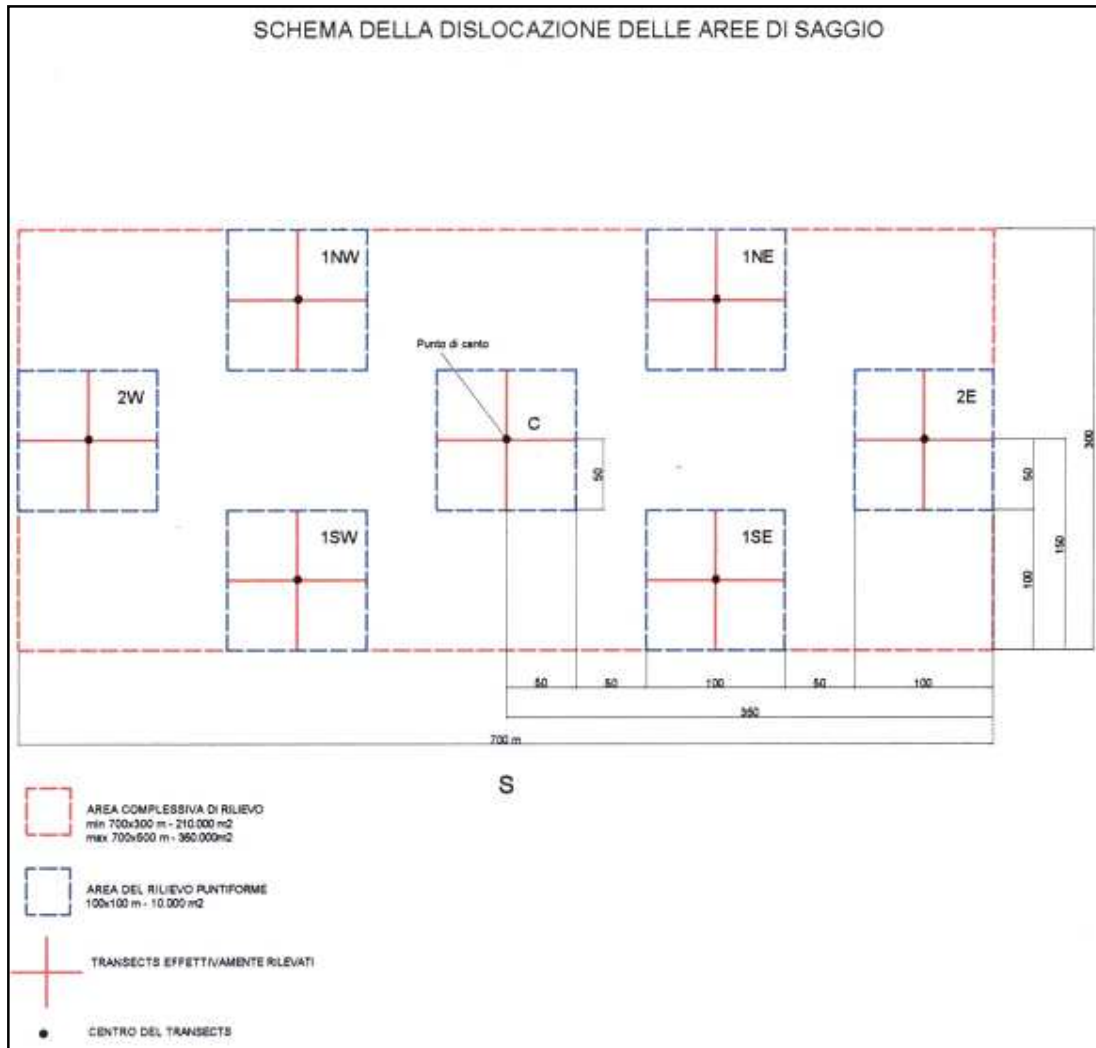 SCHEMA DELLA DISLOCAZIONE DELLE AREE DI SAGGIO
1NW
1NE
Punto di canto
2W
C
2E
50
300
50
150
1SW
1SE
100
50
50
100
50
100
350
700 m
S
AREA COMPLESSIVA DI RILIEVO
min 700x300 m - 210.000 m2
max 700x500 m - 350.000m2
AREA DEL RILIEVO PUNTIFORME
100x100 m - 10.000 m2
TRANSECTS EFFETTIVAMENTE RILEVATI
CENTRO DEL TRANSECTS